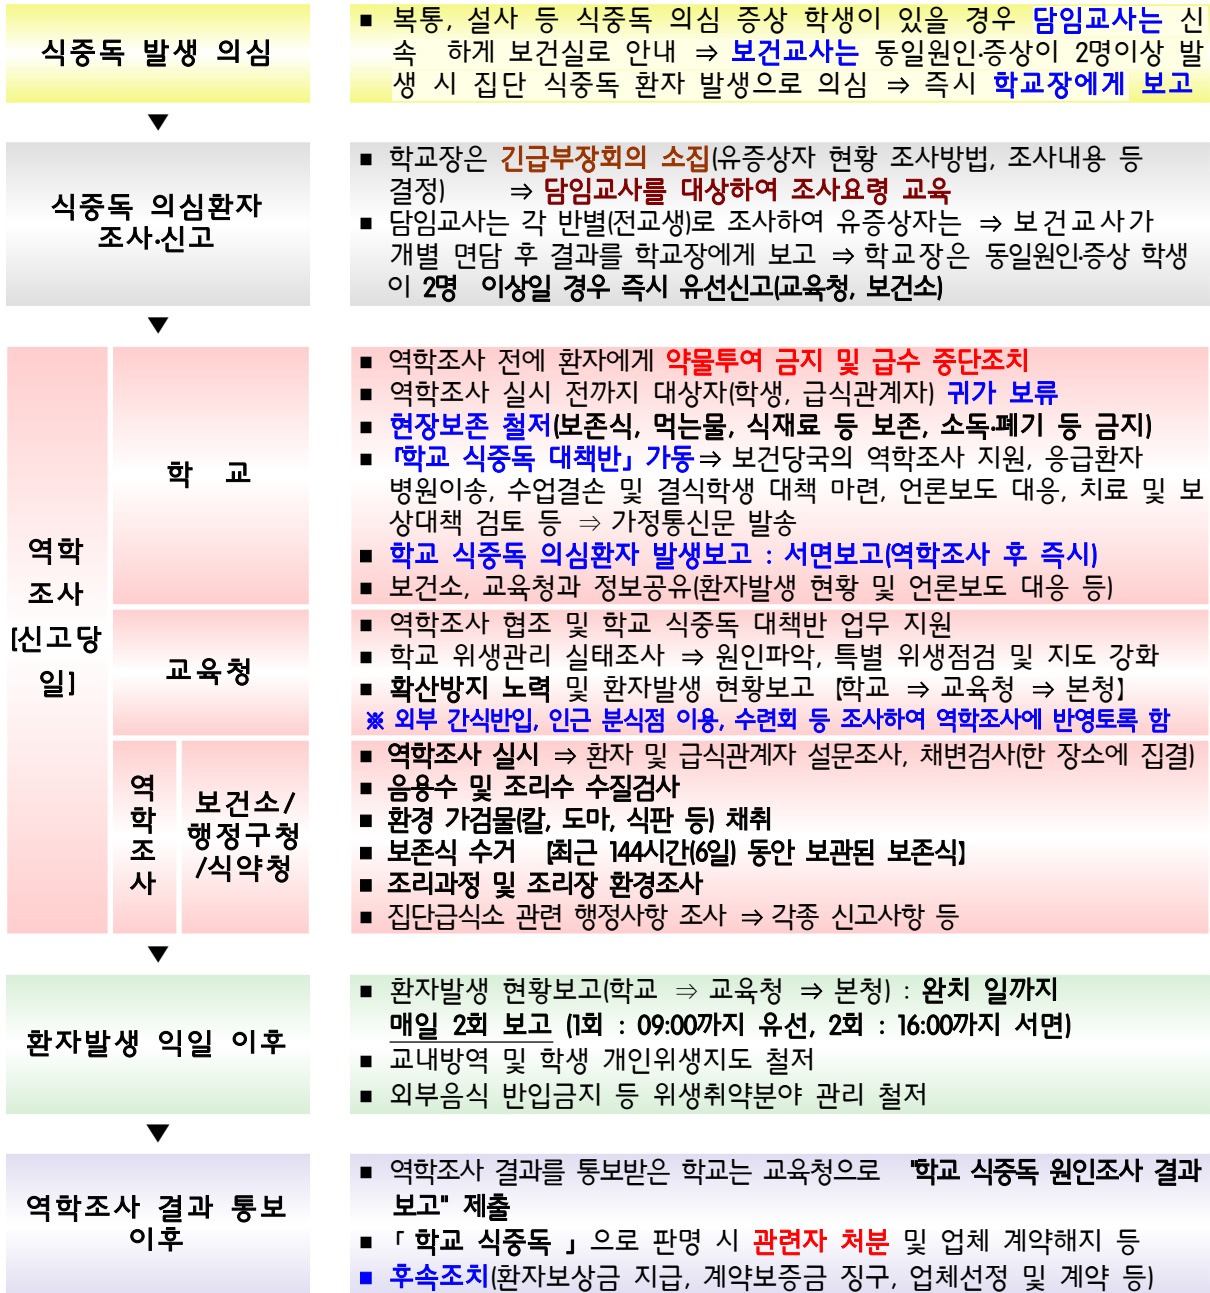 식중독 발생 의심
■ 복통, 설사 등 식중독 의심 증상 학생이 있을 경우 담임교사는 신
속 하게 보건실로 안내 ⇒ 보건교사는 동일원인·증상이 2명이상 발
생 시 집단 식중독 환자 발생으로 의심 ⇒ 즉시 학교장에게 보고
▼
식중독 의심환자
조사·신고
■ 학교장은 긴급부장회의 소집(유증상자 현황 조사방법, 조사내용 등
결정) ⇒ 담임교사를 대상하여 조사요령 교육
■ 담임교사는 각 반별(전교생)로 조사하여 유증상자는 ⇒ 보건교사가
개별 면담 후 결과를 학교장에게 보고 ⇒ 학교장은 동일원인·증상 학생
이 2명 이상일 경우 즉시 유선신고(교육청, 보건소)
▼
역학
조사
[신고당
일]
학 교
■ 역학조사 전에 환자에게 약물투여 금지 및 급수 중단조치
■ 역학조사 실시 전까지 대상자(학생, 급식관계자) 귀가 보류
■ 현장보존 철저(보존식, 먹는물, 식재료 등 보존, 소독·폐기 등 금지)
■ 「학교 식중독 대책반」 가동 ⇒ 보건당국의 역학조사 지원, 응급환자
병원이송, 수업결손 및 결식학생 대책 마련, 언론보도 대응, 치료 및 보
상대책 검토 등 ⇒ 가정통신문 발송
■ 학교 식중독 의심환자 발생보고 : 서면보고(역학조사 후 즉시)
■ 보건소, 교육청과 정보공유(환자발생 현황 및 언론보도 대응 등)
교육청
■ 역학조사 협조 및 학교 식중독 대책반 업무 지원
■ 학교 위생관리 실태조사 ⇒ 원인파악, 특별 위생점검 및 지도 강화
■ 확산방지 노력 및 환자발생 현황보고 [학교 ⇒ 교육청 ⇒ 본청]
※ 외부 간식반입, 인근 분식점 이용, 수련회 등 조사하여 역학조사에 반영토록 함
역
학
조
사
보건소/
행정구청
/식약청
■ 역학조사 실시 ⇒ 환자 및 급식관계자 설문조사, 채변검사(한 장소에 집결)
■ 음용수 및 조리수 수질검사
■ 환경 가검물(칼, 도마, 식판 등) 채취
■ 보존식 수거 [최근 144시간(6일) 동안 보관된 보존식]
■ 조리과정 및 조리장 환경조사
■ 집단급식소 관련 행정사항 조사 ⇒ 각종 신고사항 등
▼
환자발생 익일 이후
■ 환자발생 현황보고(학교 ⇒ 교육청 ⇒ 본청) : 완치 일까지
매일 2회 보고 (1회 : 09:00까지 유선, 2회 : 16:00까지 서면)
■ 교내방역 및 학생 개인위생지도 철저
■ 외부음식 반입금지 등 위생취약분야 관리 철저
▼
역학조사 결과 통보
이후
■ 역학조사 결과를 통보받은 학교는 교육청으로 "학교 식중독 원인조사 결과
보고" 제출
■ 「 학교 식중독 」으로 판명 시 관련자 처분 및 업체 계약해지 등
■ 후속조치(환자보상금 지급, 계약보증금 징구, 업체선정 및 계약 등)